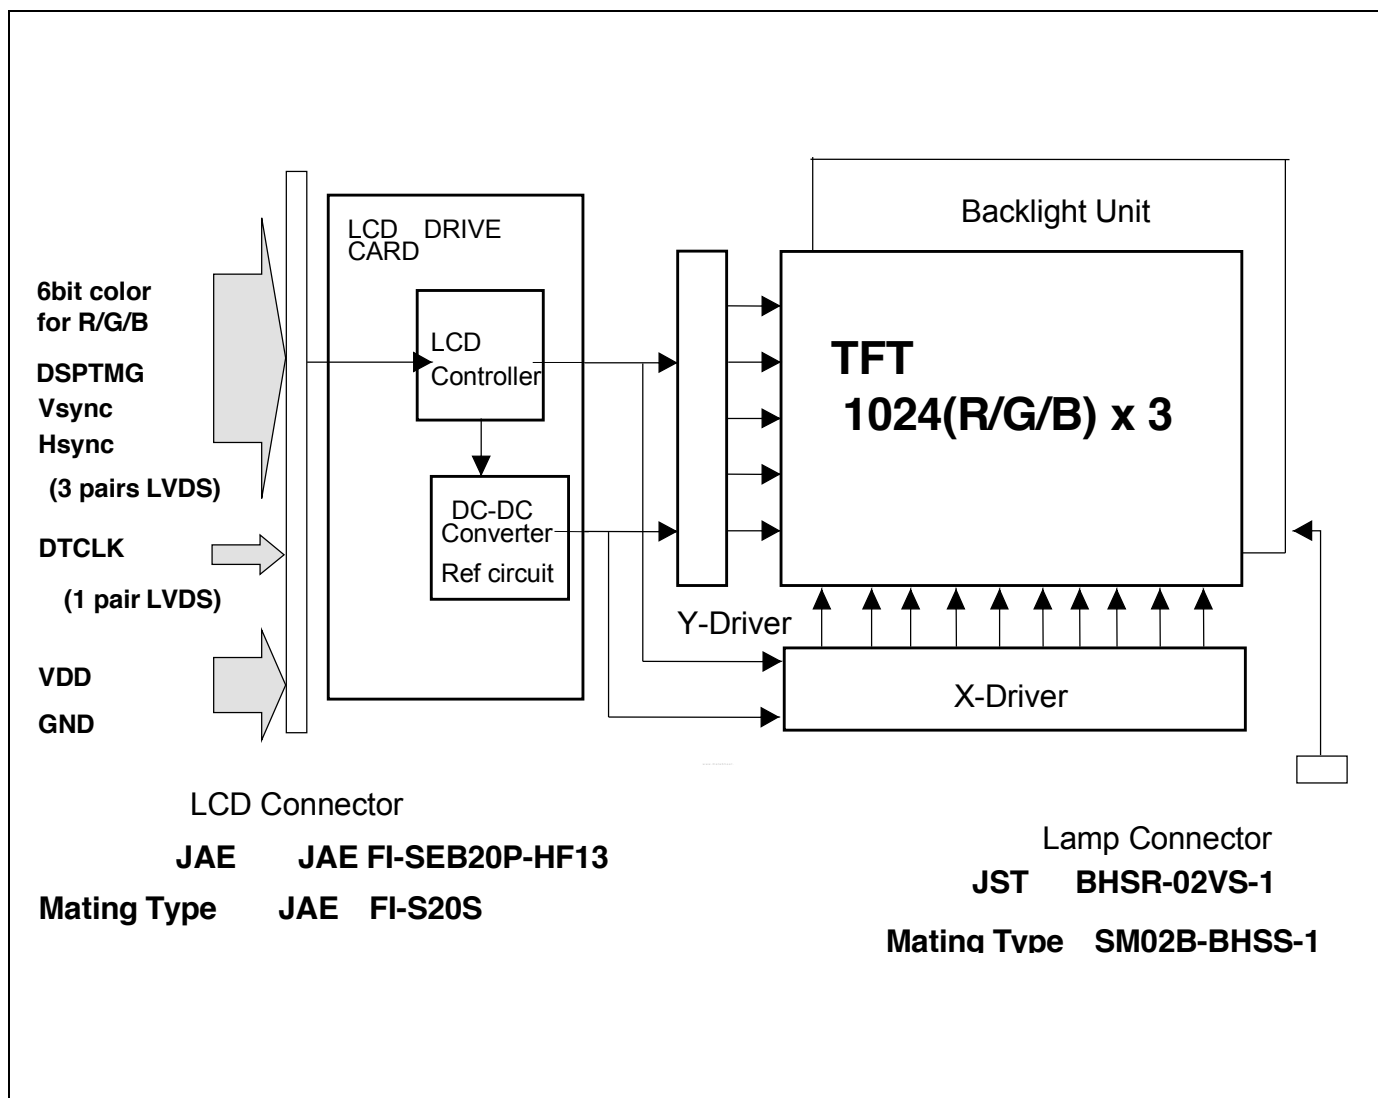 Backlight Unit
LCD DRIVE
CARD
6bit color
for R/G/B
LCD
Controller
TFT
1024(R/G/B) x 3
DSPTMG
Vsync
Hsync
(3 pairs LVDS)
DC-DC
Converter
Ref circuit
DTCLK
(1 pair LVDS)
Y-Driver
VDD
GND
X-Driver
LCD Connector
JAE JAE FI-SEB20P-HF13
Mating Type JAE FI-S20S
Lamp Connector
JST BHSR-02VS-1
Mating Type SM02B-BHSS-1